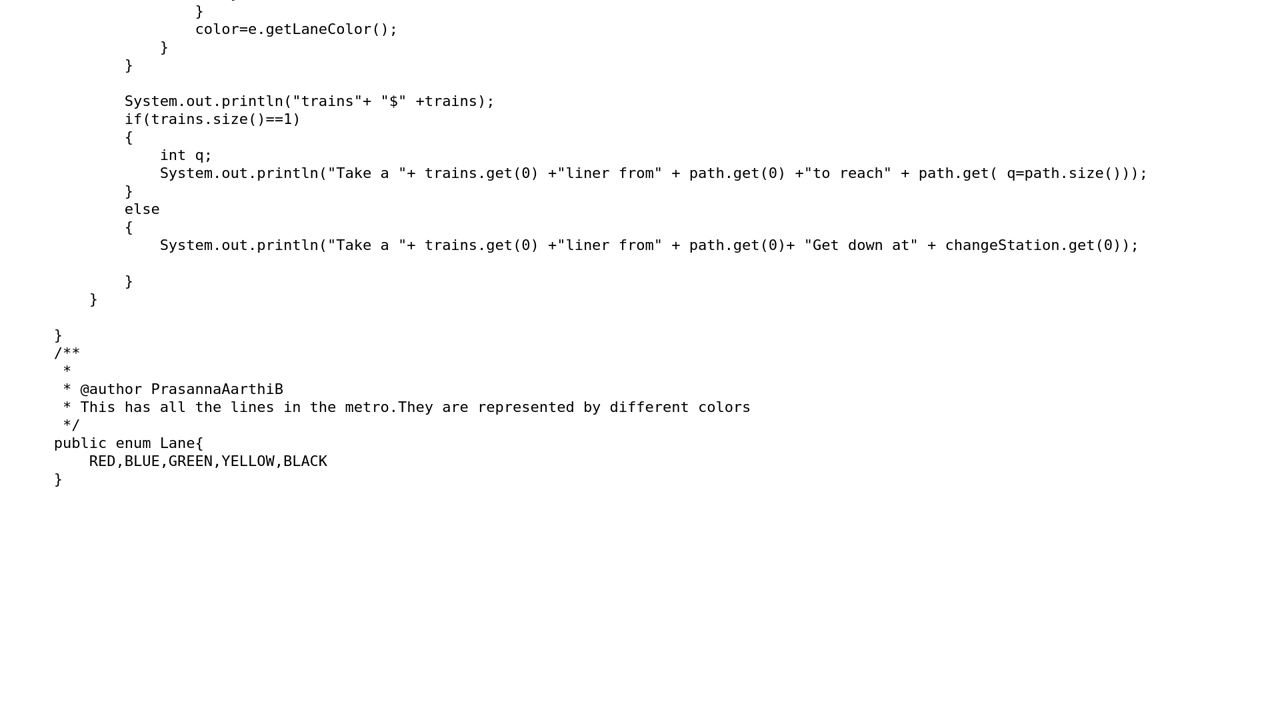 }
                color=e.getLaneColor();
            }
        }

        System.out.println("trains"+ "$" +trains);
        if(trains.size()==1)
        {
            int q;
            System.out.println("Take a "+ trains.get(0) +"liner from" + path.get(0) +"to reach" + path.get( q=path.size()));
        }
        else
        {
            System.out.println("Take a "+ trains.get(0) +"liner from" + path.get(0)+ "Get down at" + changeStation.get(0));

        }
    }

}
/**
 *
 * @author PrasannaAarthiB
 * This has all the lines in the metro.They are represented by different colors
 */
public enum Lane{
    RED,BLUE,GREEN,YELLOW,BLACK
}